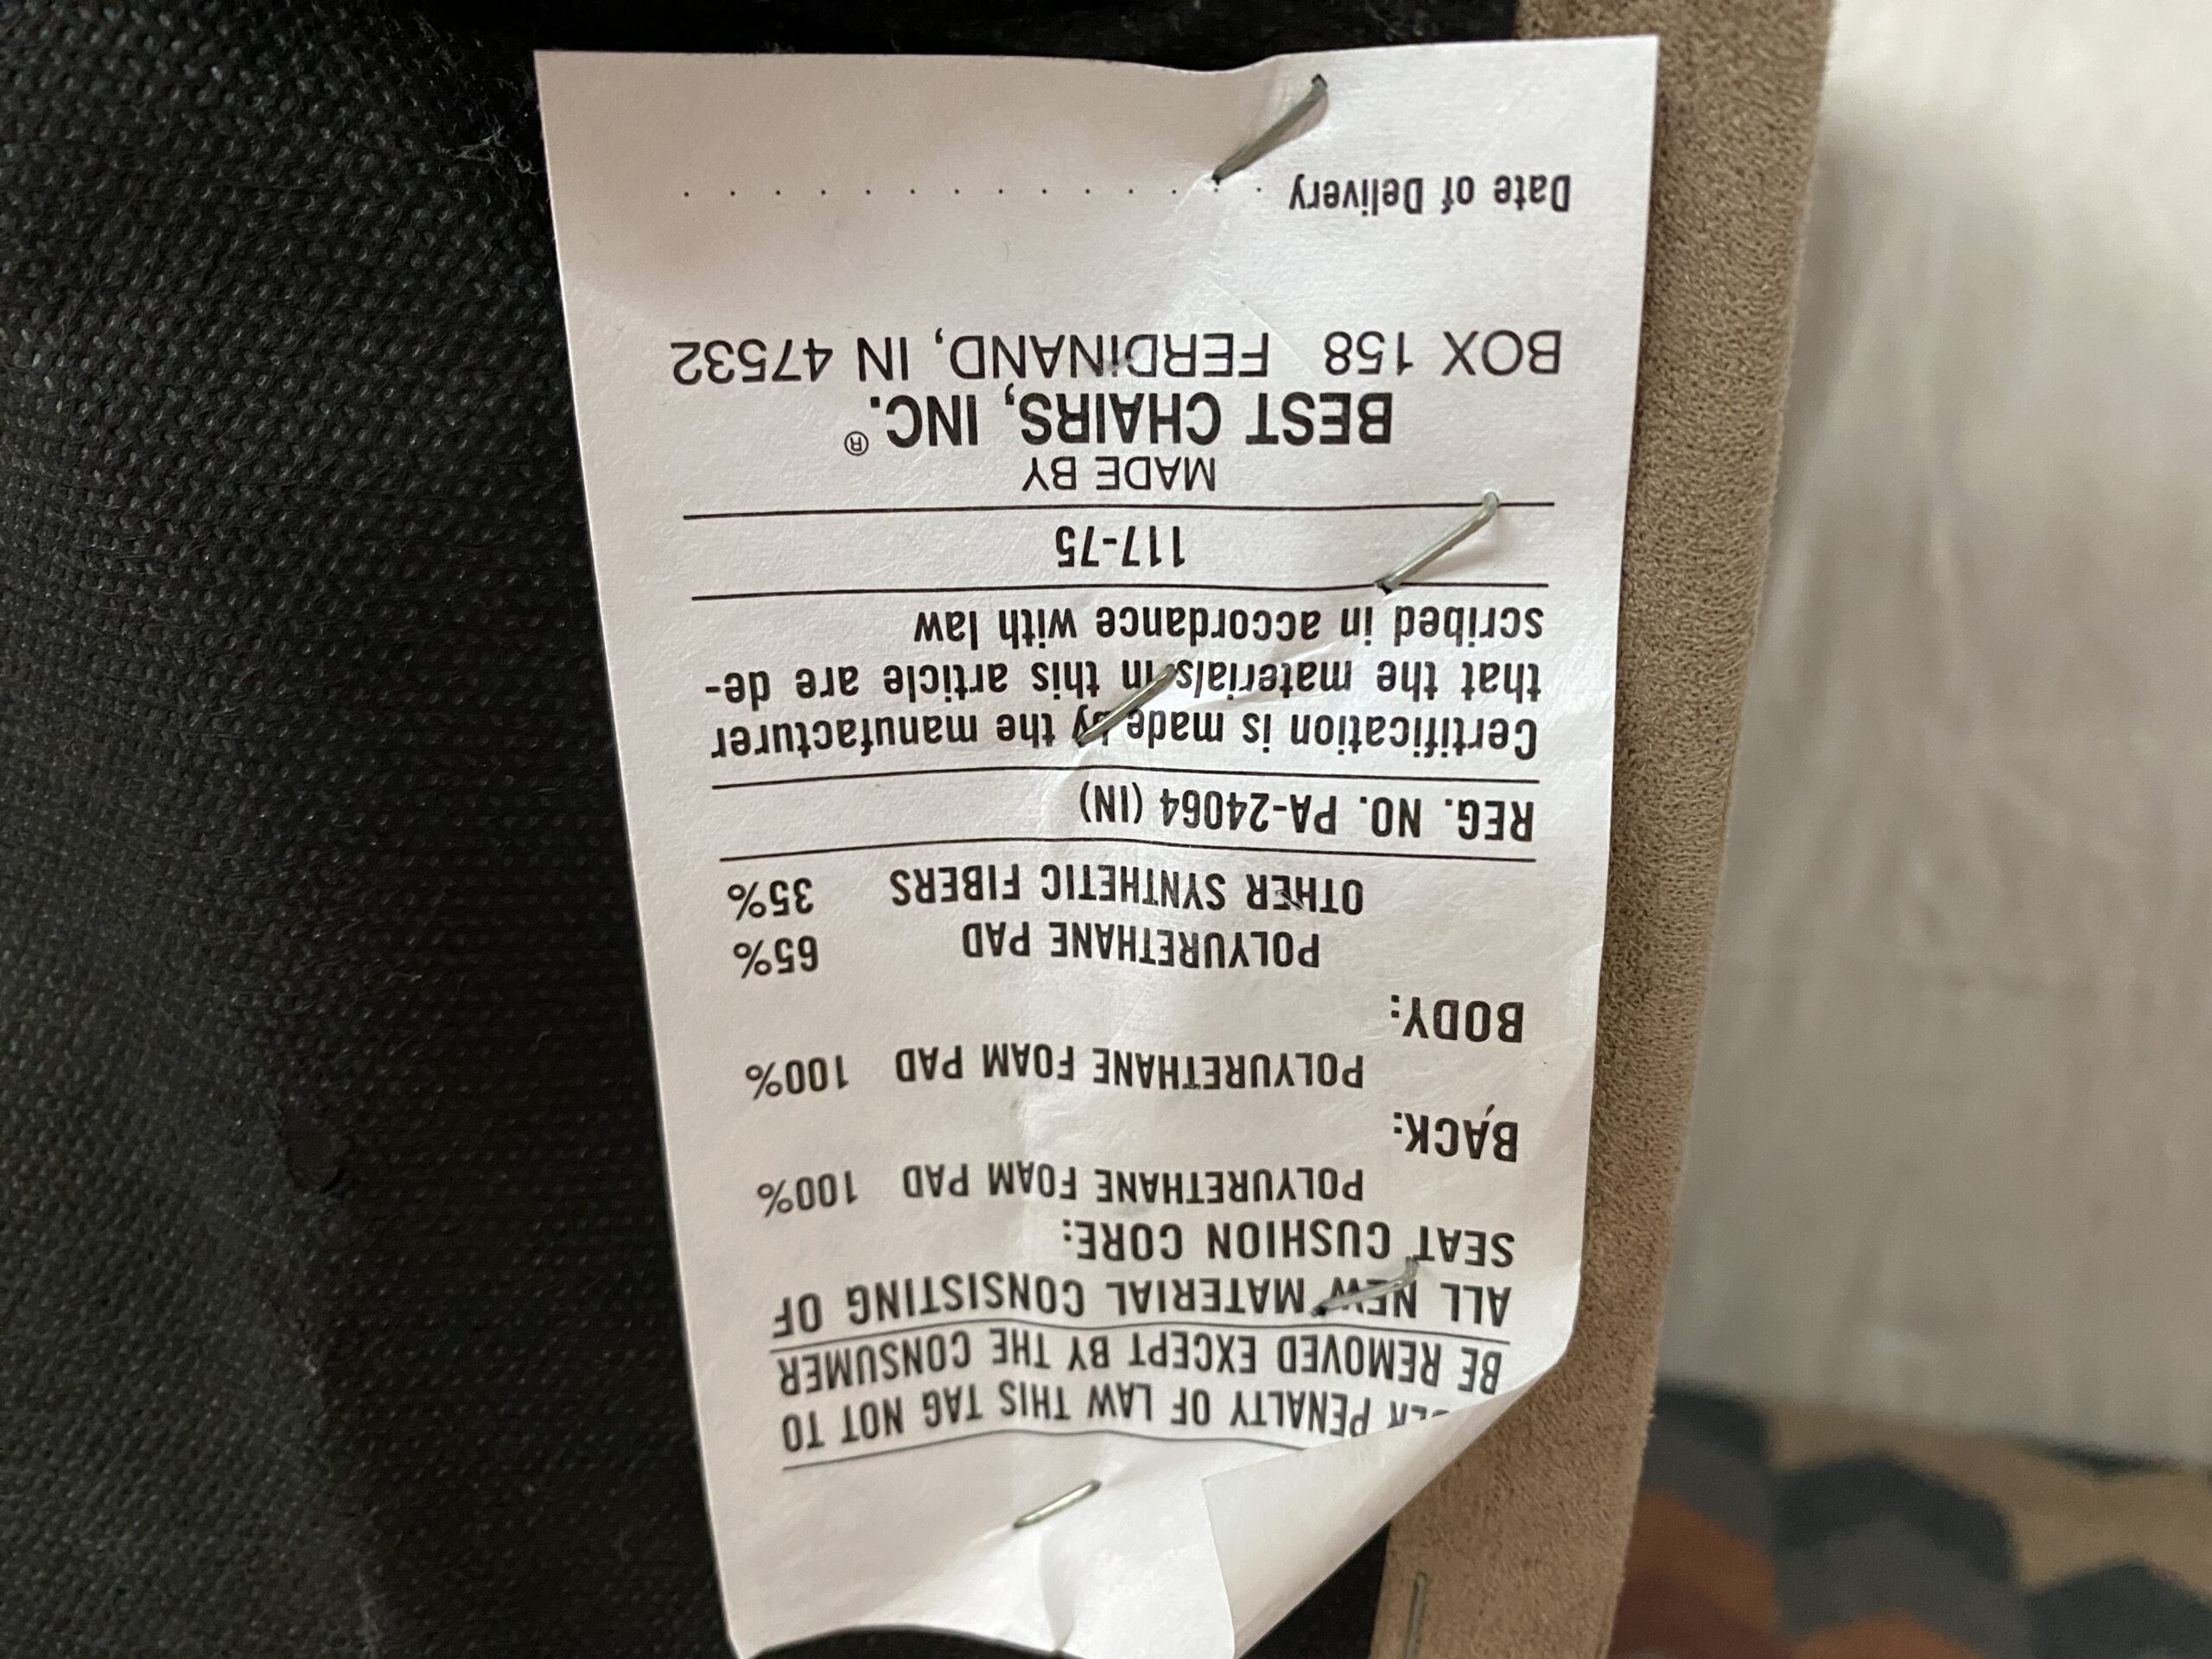 PENALTY OF LAW THIS TAG NOT TO
BE REMOVED EXCEPT BY THE CONSUMER
ALL NEW MATERIAL CONSISTING OF
SEAT CUSHION CORE:
POLYURETHANE FOAM PAD 100%
BACK:
POLYURETHANE FOAM PAD 100%
BODY:
POLYURETHANE PAD 65%
OTHER SYNTHETIC FIBERS 35%
REG. NO. PA-24064 (IN)
Certification is made by the manufacturer
that the materials in this article are de-
scribed in accordance with law
117-75
MADE BY
BEST CHAIRS, INC.®
BOX 158 FERDINAND, IN 47532
Date of Delivery . . . . . . . . . . . . . . . . .